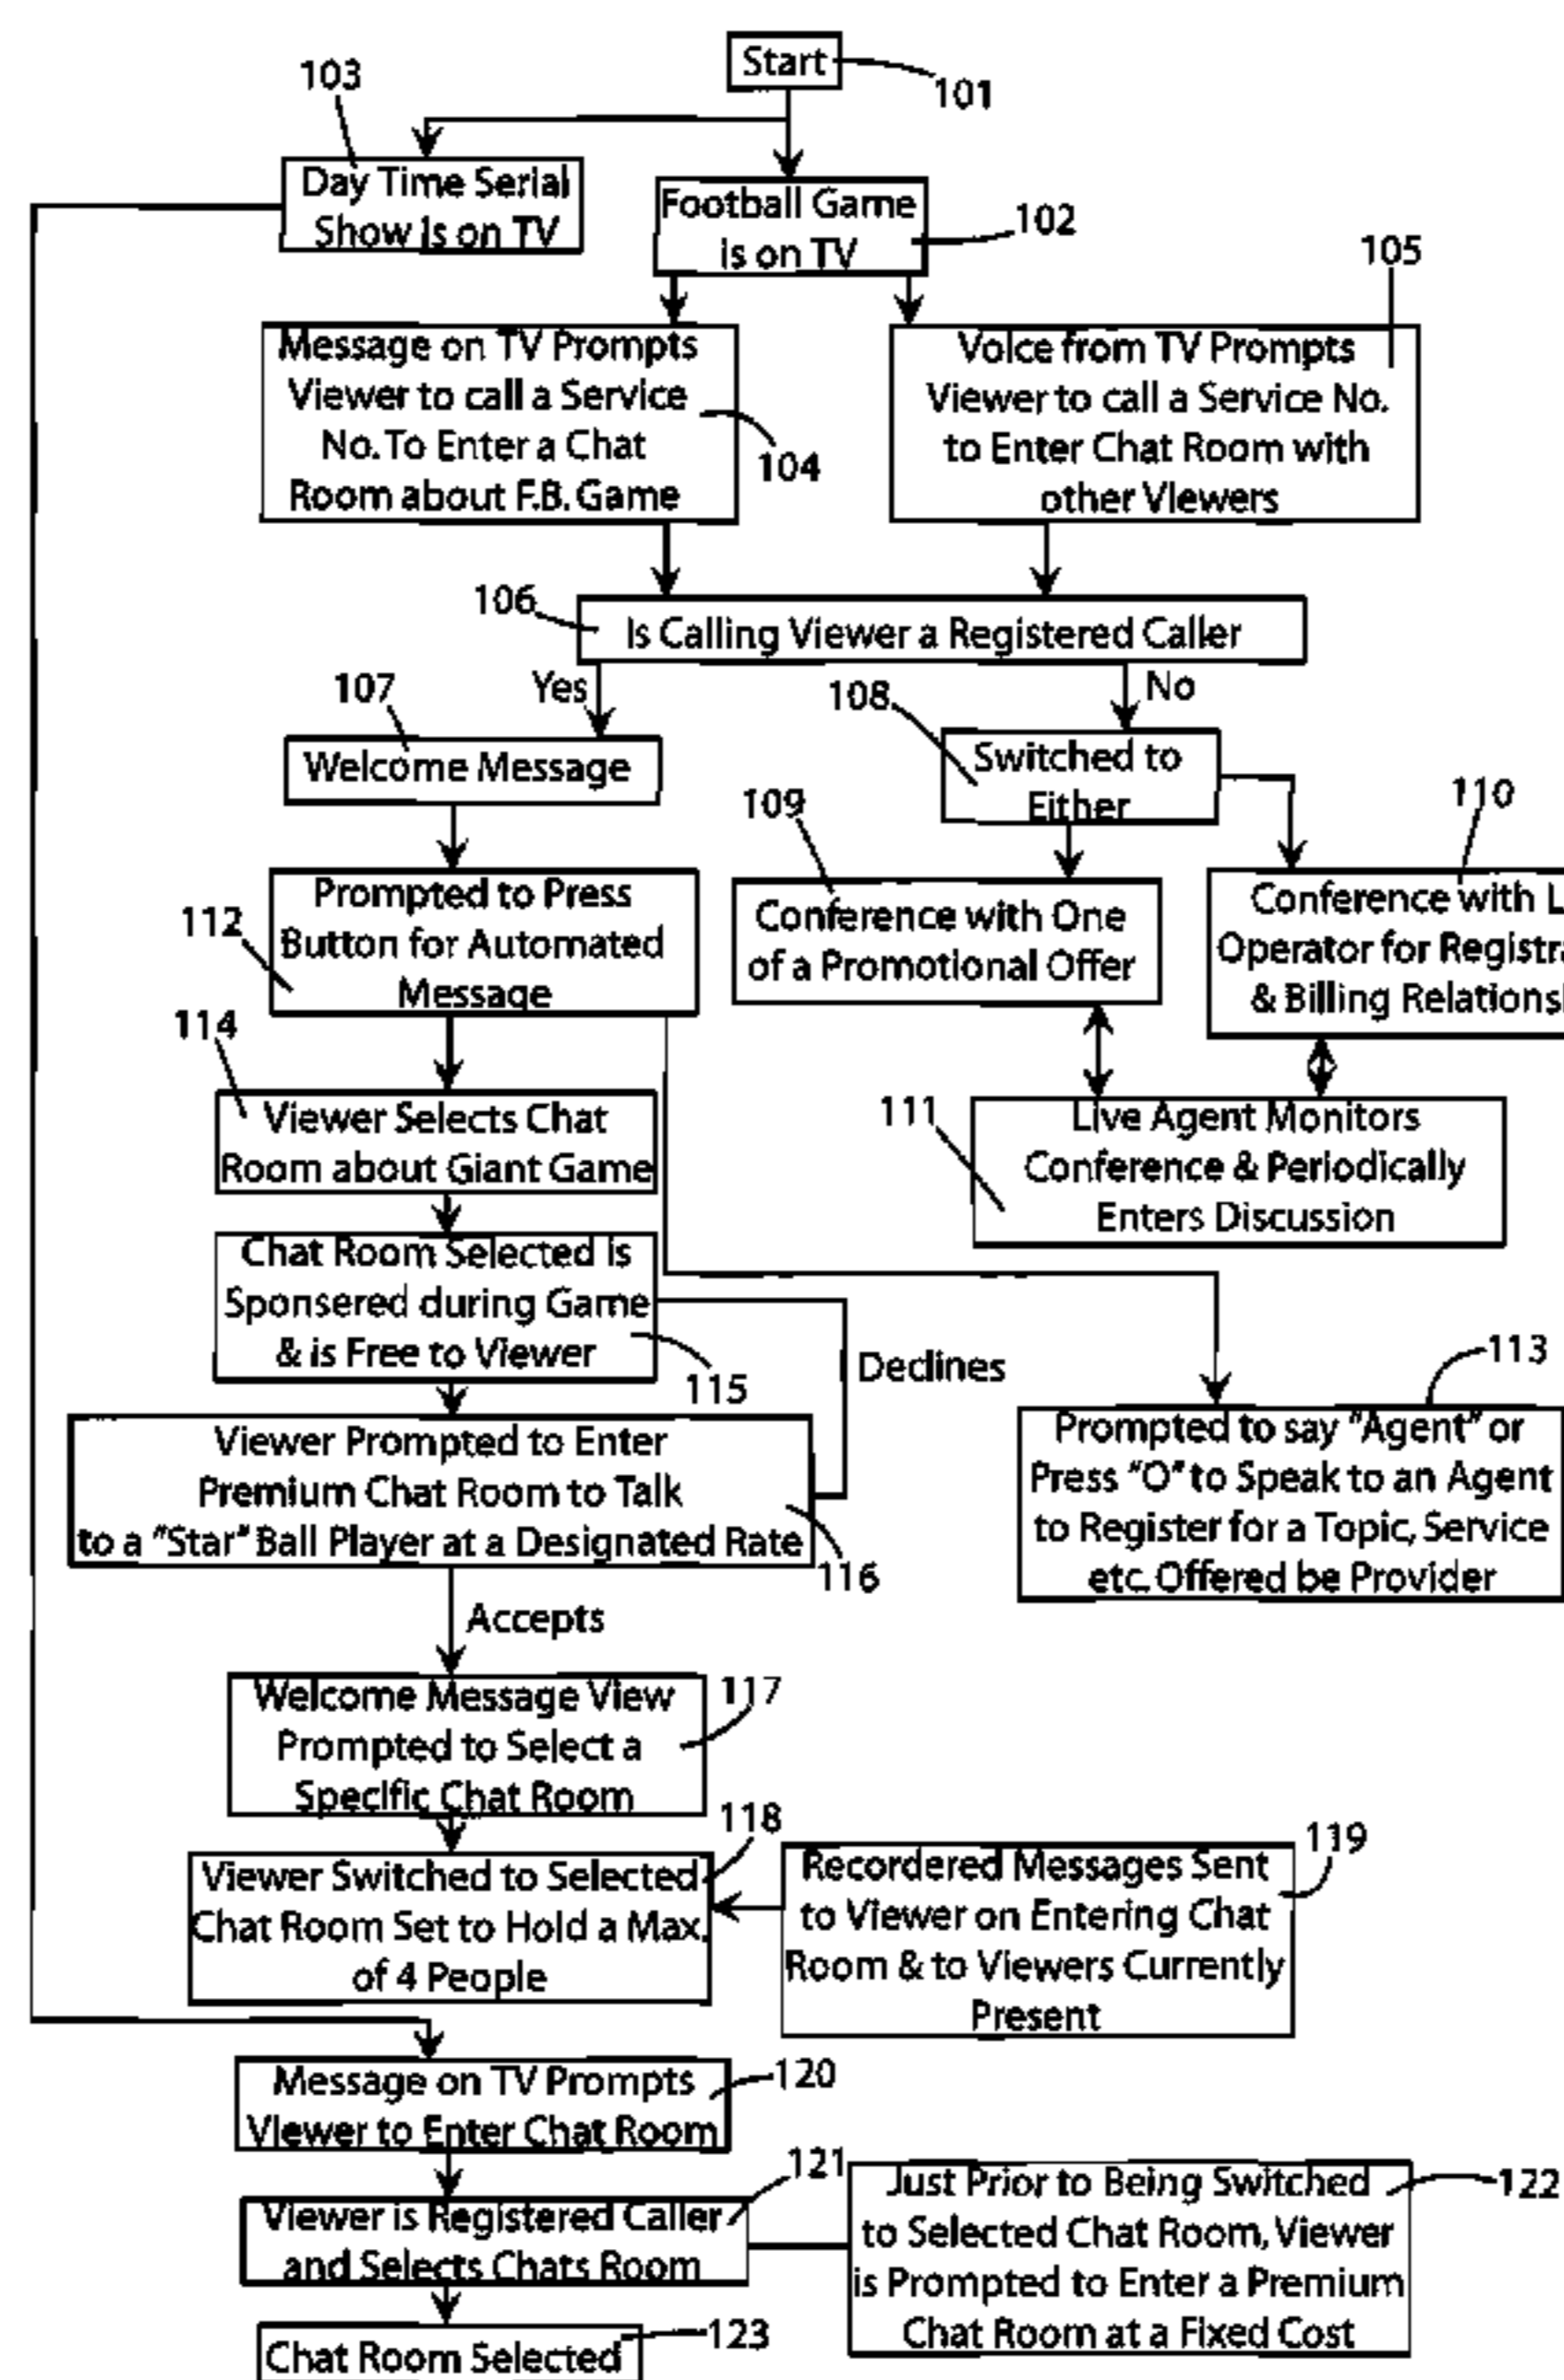 Start
101
103
Day Time Serial
Show is on TV
Football Game
is on TV
102
105
Message on TV Prompts
Viewer to call a Service
No. To Enter a Chat
Room about F.B. Game
104
Voice from TV Prompts
Viewer to call a Service No.
to Enter Chat Room with
other Viewers
106
Is Calling Viewer a Registered Caller
Yes
No
107
Welcome Message
108
Switched to
Either
109
Conference with One
of a Promotional Offer
110
Conference with
Operator for
& Billing
112
Prompted to Press
Button for Automated
Message
111
Live Agent Monitors
Conference & Periodically
Enters Discussion
114
Viewer Selects Chat
Room about Giant Game
Chat Room Selected is
Sponsered during Game
& is Free to Viewer
115
Declines
113
Prompted to say "Agent" or
Press "O" to Speak to an Agent
to Register for a Topic, Service
etc. Offered be Provider
Viewer Prompted to Enter
Premium Chat Room to Talk
to a "Star" Ball Player at a Designated Rate
116
Accepts
Welcome Message View
Prompted to Select a
Specific Chat Room
117
118
Viewer Switched to Selected
Chat Room Set to Hold a Max.
of 4 People
119
Recordered Messages Sent
to Viewer on Entering Chat
Room & to Viewers Currently
Present
Message on TV Prompts
Viewer to Enter Chat Room
120
121
Viewer is Registered Caller
and Selects Chats Room
122
Just Prior to Being Switched
to Selected Chat Room, Viewer
is Prompted to Enter a Premium
Chat Room at a Fixed Cost
Chat Room Selected
123